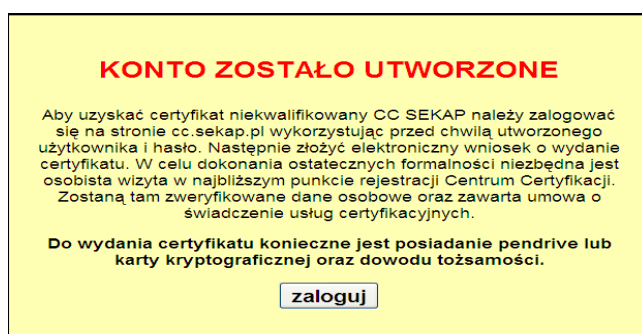 KONTO ZOSTAŁO UTWORZONE
Aby uzyskać certyfikat niekwalifikowany CC SEKAP należy zalogować
się na stronie cc.sekap.pl wykorzystując przed chwilą utworzonego
użytkownika i hasło. Następnie złożyć elektroniczny wniosek o wydanie
certyfikatu. W celu dokonania ostatecznych formalności niezbędna jest
osobista wizyta w najbliższym punkcie rejestracji Centrum Certyfikacji.
Zostaną tam zweryfikowane dane osobowe oraz zawarta umowa o
świadczenie usług certyfikacyjnych.
Do wydania certyfikatu konieczne jest posiadanie pendrive lub
karty kryptograficznej oraz dowodu tożsamości.
zaloguj